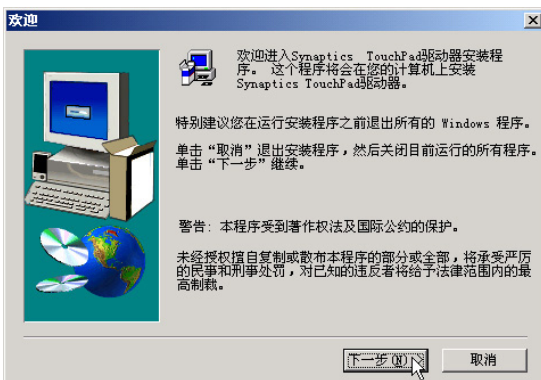 欢迎
欢迎进入Synaptics TouchPad驱动器安装程
序。 这个程序将会在您的计算机上安装
Synaptics TouchPad驱动器。
特别建议您在运行安装程序之前退出所有的 Windows 程序。
单击“取消”退出安装程序，然后关闭目前运行的所有程序。
单击“下一步”继续。
警告: 本程序受到著作权法及国际公约的保护。
未经授权擅自复制或散布本程序的部分或全部，将承受严厉
的民事和刑事处罚，对已知的违反者将给予法律范围内的最
高制裁。
下一步(N)
取消